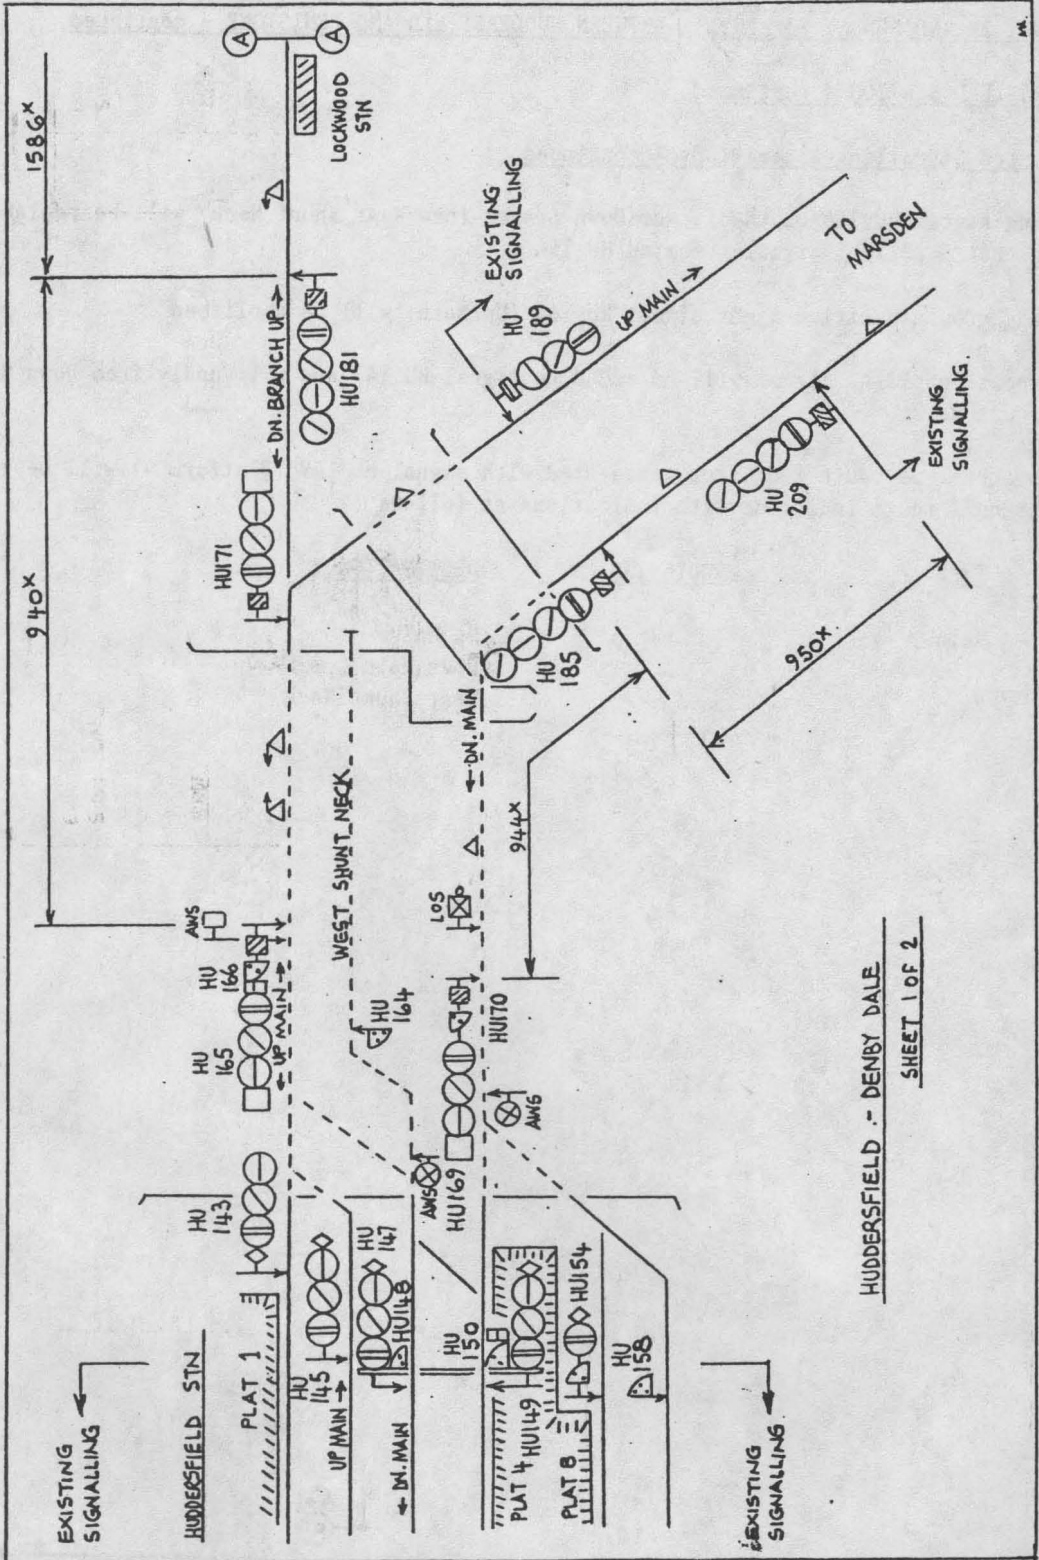 EXISTING
SIGNALLING
HUDDERSFIELD STN
PLAT 1
HU
143
HU
145
UP MAIN →
HU147
HU148
← DN. MAIN
HU
150
PLAT 4
HU149
PLAT 8
HU154
HU
158
EXISTING
SIGNALLING
AWS
HU169
AWS
HU170
LOS
HU
164
HU
165
HU
166
← UP MAIN →
AWS
WEST SHUNT NECK
940x
944x
← DN. MAIN
HU171
← DN. BRANCH UP →
HU181
1586x
LOCKWOOD
STN
A
A
HU
185
HU
189
EXISTING
SIGNALLING
UP MAIN →
TO
MARSDEN
HU
209
EXISTING
SIGNALLING
950x
HUDDERSFIELD - DENBY DALE
SHEET 1 OF 2